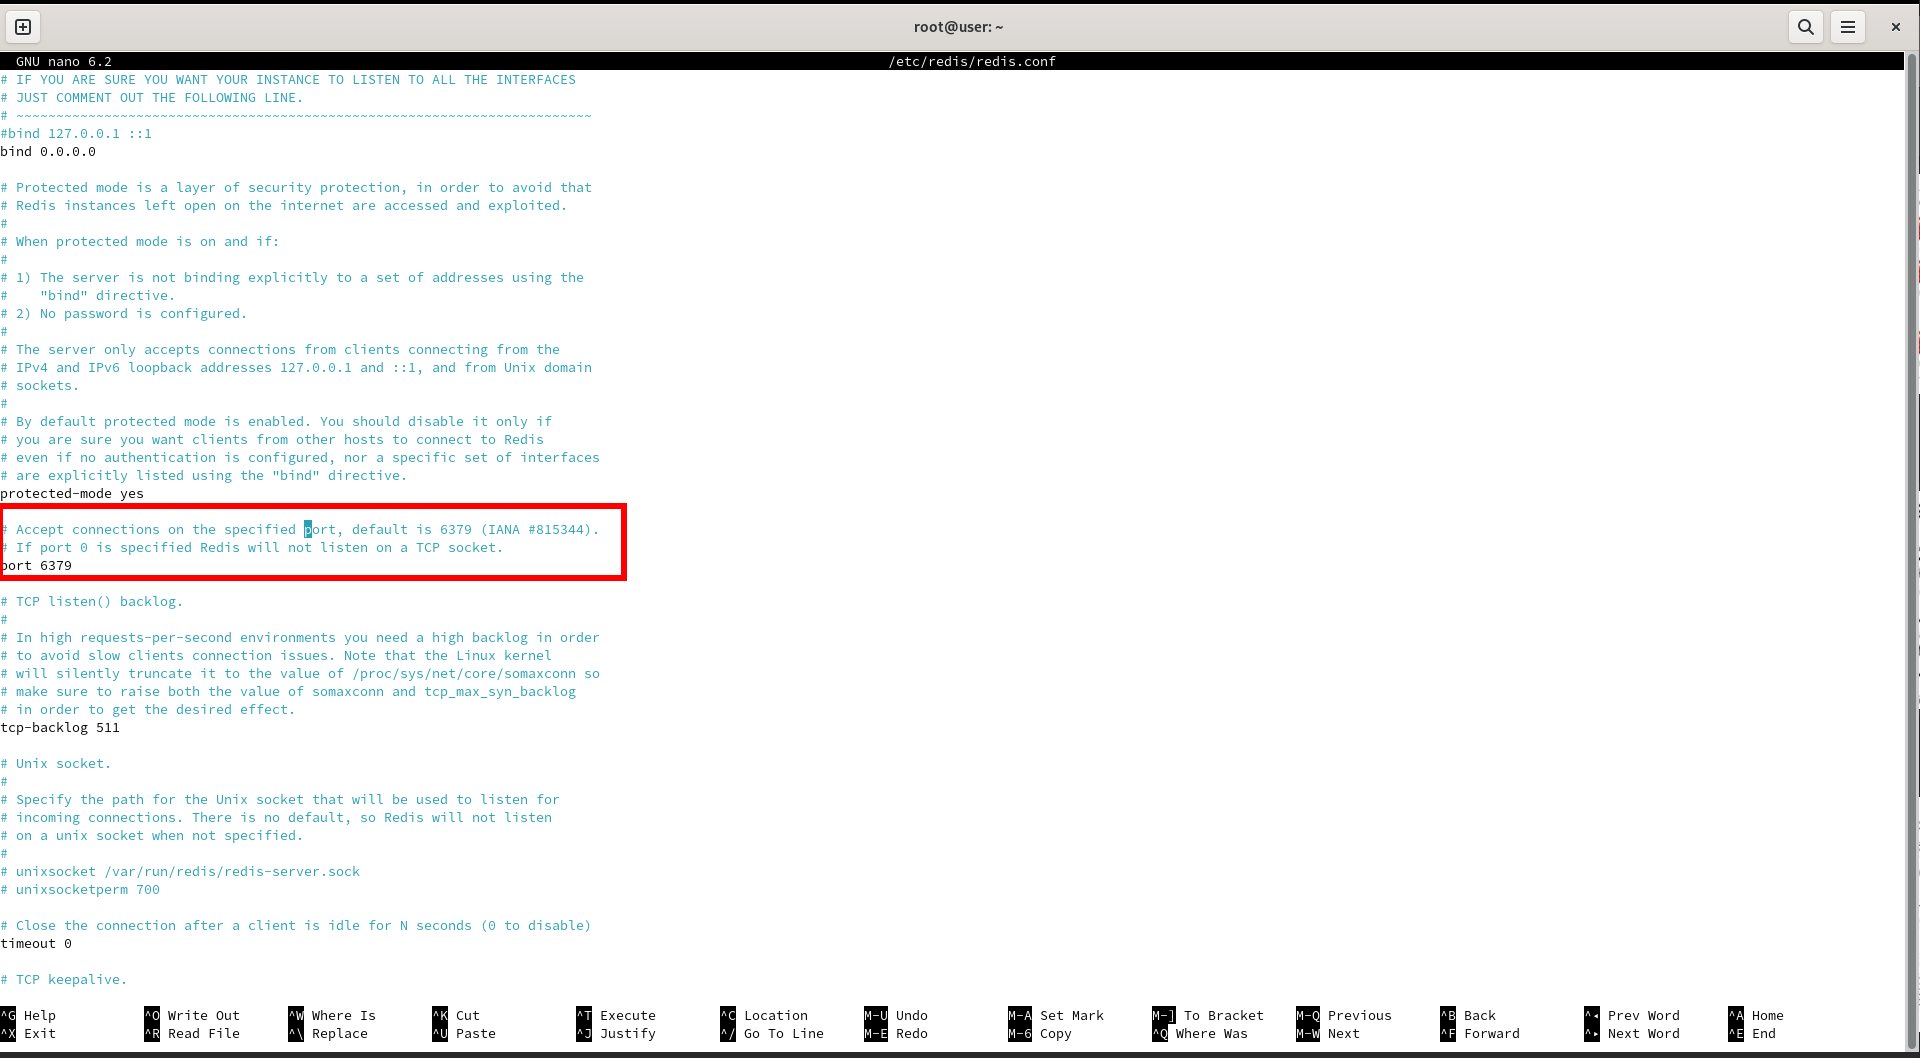 root@user: ~
GNU nano 6.2 /etc/redis/redis.conf
# IF YOU ARE SURE YOU WANT YOUR INSTANCE TO LISTEN TO ALL THE INTERFACES
# JUST COMMENT OUT THE FOLLOWING LINE.
# ~~~~~~~~~~~~~~~~~~~~~~~~~~~~~~~~~~~~~~~~~~~~~~~~~~~~~~~~~~~~~~~~~~~~~~~~
#bind 127.0.0.1 ::1
bind 0.0.0.0
# Protected mode is a layer of security protection, in order to avoid that
# Redis instances left open on the internet are accessed and exploited.
#
# When protected mode is on and if:
#
# 1) The server is not binding explicitly to a set of addresses using the
#    "bind" directive.
# 2) No password is configured.
#
# The server only accepts connections from clients connecting from the
# IPv4 and IPv6 loopback addresses 127.0.0.1 and ::1, and from Unix domain
# sockets.
#
# By default protected mode is enabled. You should disable it only if
# you are sure you want clients from other hosts to connect to Redis
# even if no authentication is configured, nor a specific set of interfaces
# are explicitly listed using the "bind" directive.
protected-mode yes
# Accept connections on the specified port, default is 6379 (IANA #815344).
# If port 0 is specified Redis will not listen on a TCP socket.
port 6379
# TCP listen() backlog.
#
# In high requests-per-second environments you need a high backlog in order
# to avoid slow clients connection issues. Note that the Linux kernel
# will silently truncate it to the value of /proc/sys/net/core/somaxconn so
# make sure to raise both the value of somaxconn and tcp_max_syn_backlog
# in order to get the desired effect.
tcp-backlog 511
# Unix socket.
#
# Specify the path for the Unix socket that will be used to listen for
# incoming connections. There is no default, so Redis will not listen
# on a unix socket when not specified.
#
# unixsocket /var/run/redis/redis-server.sock
# unixsocketperm 700
# Close the connection after a client is idle for N seconds (0 to disable)
timeout 0
# TCP keepalive.
^G Help ^O Write Out ^W Where Is ^K Cut ^T Execute ^C Location M-U Undo M-A Set Mark M-] To Bracket M-Q Previous ^B Back ^◂ Prev Word ^A Home
^X Exit ^R Read File ^\ Replace ^U Paste ^J Justify ^/ Go To Line M-E Redo M-6 Copy ^Q Where Was M-W Next ^F Forward ^▸ Next Word ^E End